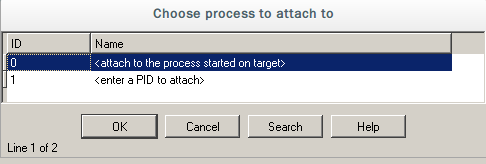 Choose process to attach to
ID Name
0 <attach to the process started on target>
1 <enter a PID to attach>
OK Cancel Search Help
Line 1 of 2